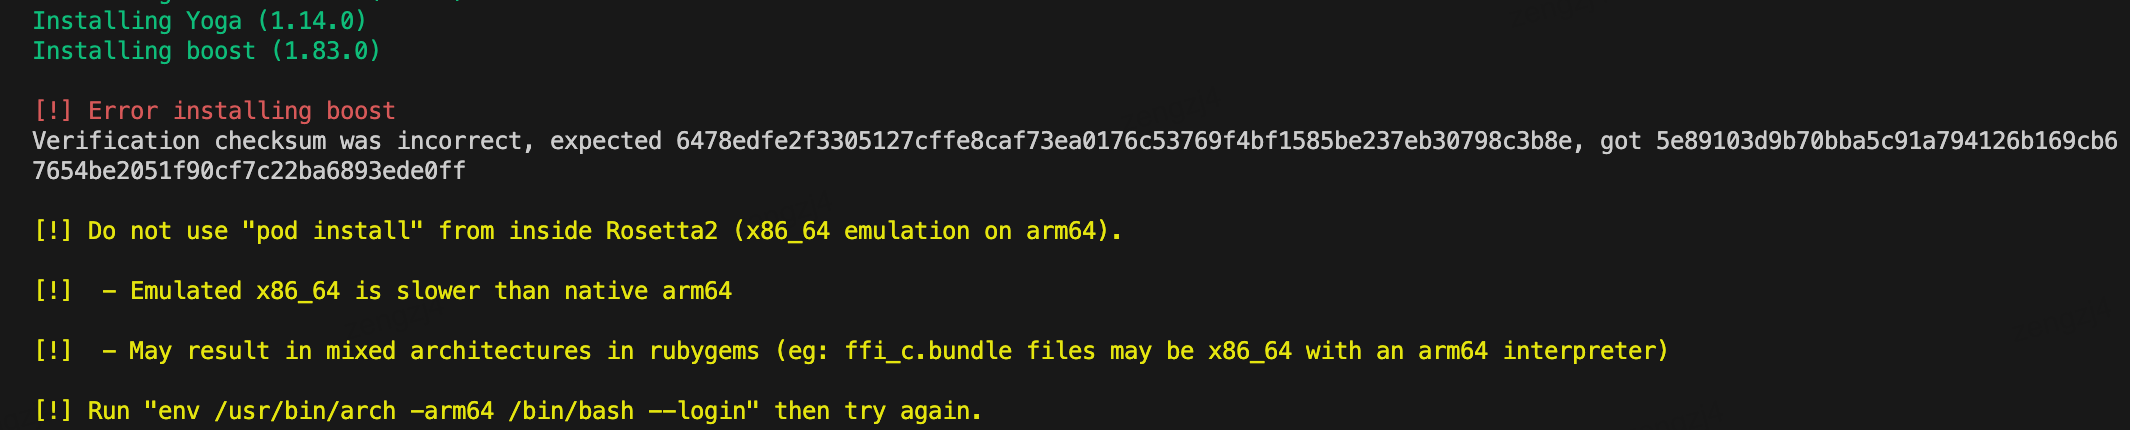 Installing Yoga (1.14.0)
Installing boost (1.83.0)
[!] Error installing boost
Verification checksum was incorrect, expected 6478edfe2f3305127cffe8caf73ea0176c53769f4bf1585be237eb30798c3b8e, got 5e89103d9b70bba5c91a794126b169cb6
7654be2051f90cf7c22ba6893ede0ff
[!] Do not use "pod install" from inside Rosetta2 (x86_64 emulation on arm64).
[!]  - Emulated x86_64 is slower than native arm64
[!]  - May result in mixed architectures in rubygems (eg: ffi_c.bundle files may be x86_64 with an arm64 interpreter)
[!] Run "env /usr/bin/arch -arm64 /bin/bash --login" then try again.